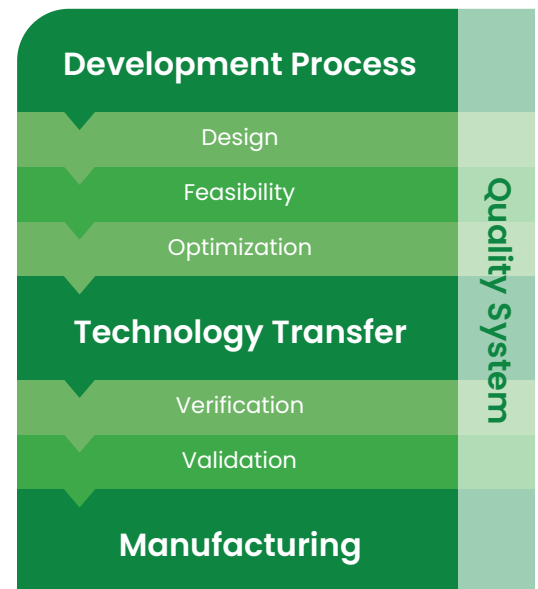 Development Process
Design
Feasibility
Optimization
Technology Transfer
Verification
Validation
Manufacturing
Quality System